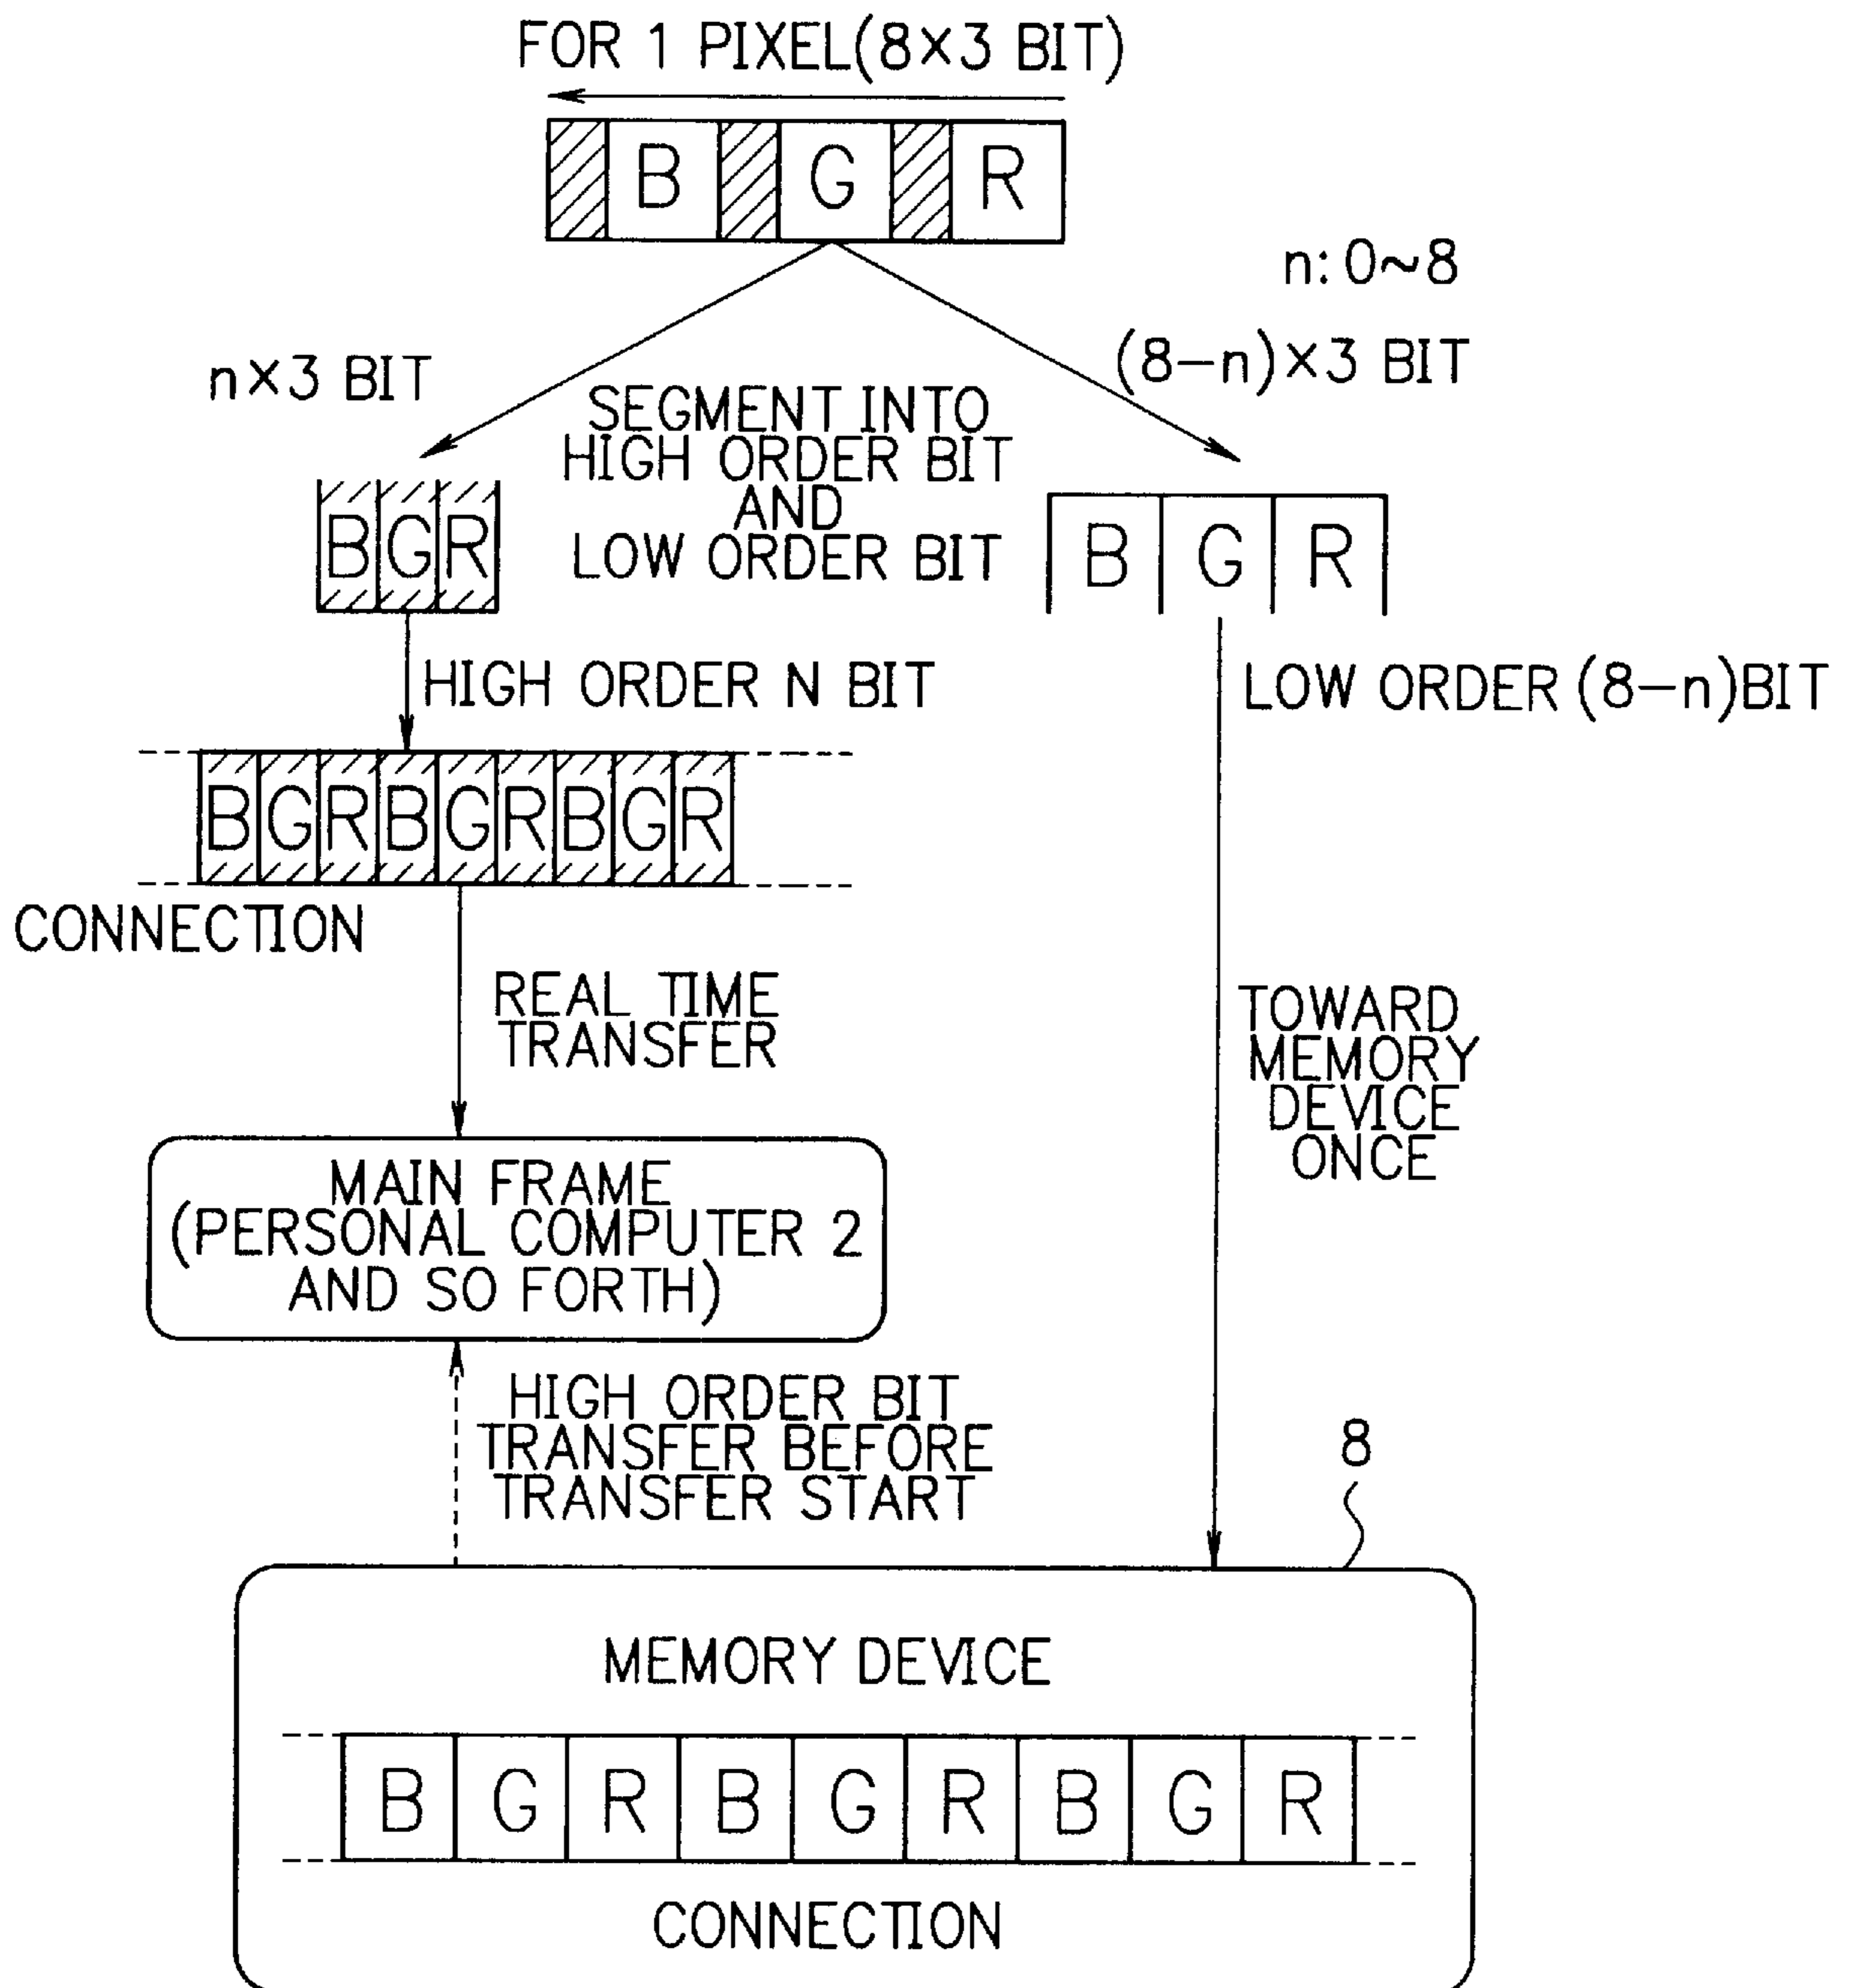 FOR 1 PIXEL(8×3 BIT)
B G R
n: 0~8
n×3 BIT
(8−n)×3 BIT
SEGMENT INTO
HIGH ORDER BIT
AND
LOW ORDER BIT
B G R
B G R
HIGH ORDER N BIT
LOW ORDER (8−n)BIT
B G R B G R B G R
CONNECTION
REAL TIME
TRANSFER
TOWARD
MEMORY
DEVICE
ONCE
MAIN FRAME
(PERSONAL COMPUTER 2
AND SO FORTH)
HIGH ORDER BIT
TRANSFER BEFORE
TRANSFER START
8
MEMORY DEVICE
B G R B G R B G R
CONNECTION